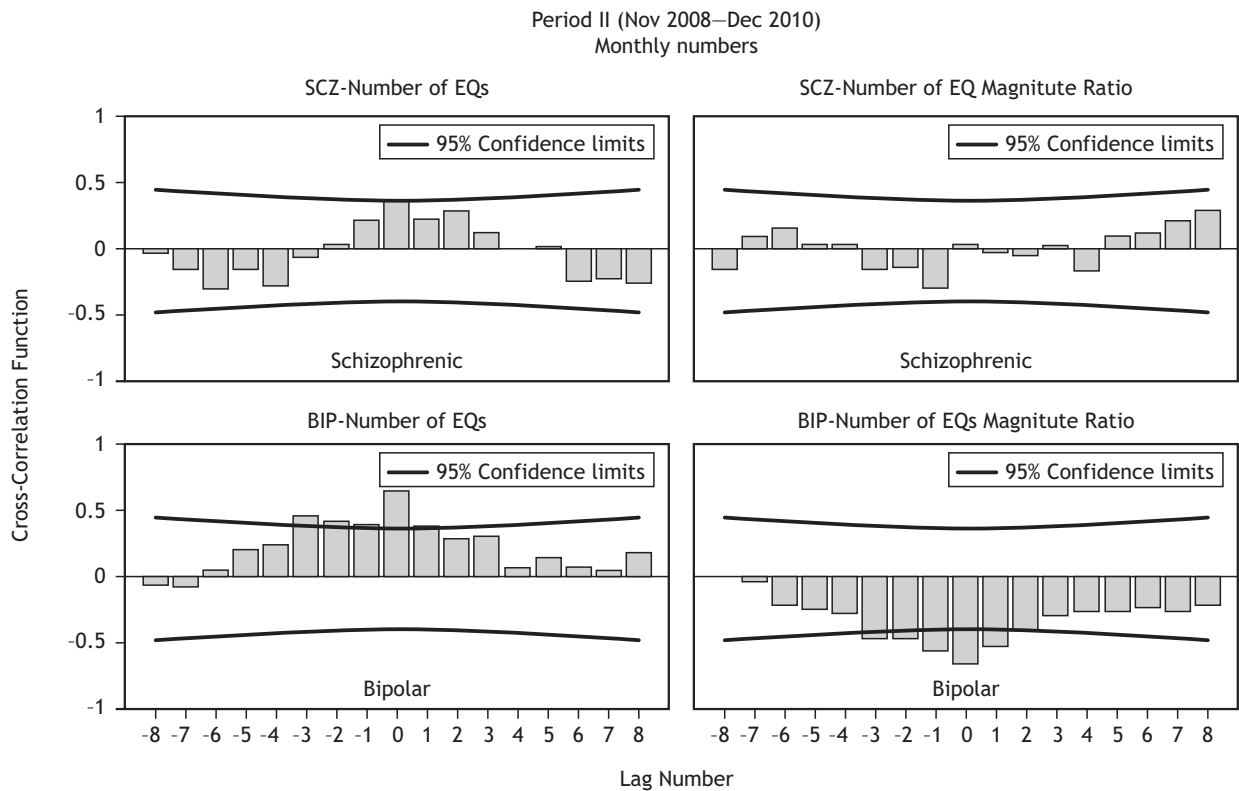 Period II (Nov 2008—Dec 2010)
Monthly numbers
SCZ-Number of EQs
SCZ-Number of EQ Magnitute Ratio
1
0.5
0
-0.5
-1
95% Confidence limits
95% Confidence limits
Schizophrenic
Schizophrenic
Cross-Correlation Function
BIP-Number of EQs
BIP-Number of EQs Magnitute Ratio
1
0.5
0
-0.5
-1
95% Confidence limits
95% Confidence limits
Bipolar
Bipolar
-8 -7 -6 -5 -4 -3 -2 -1 0 1 2 3 4 5 6 7 8
-8 -7 -6 -5 -4 -3 -2 -1 0 1 2 3 4 5 6 7 8
Lag Number